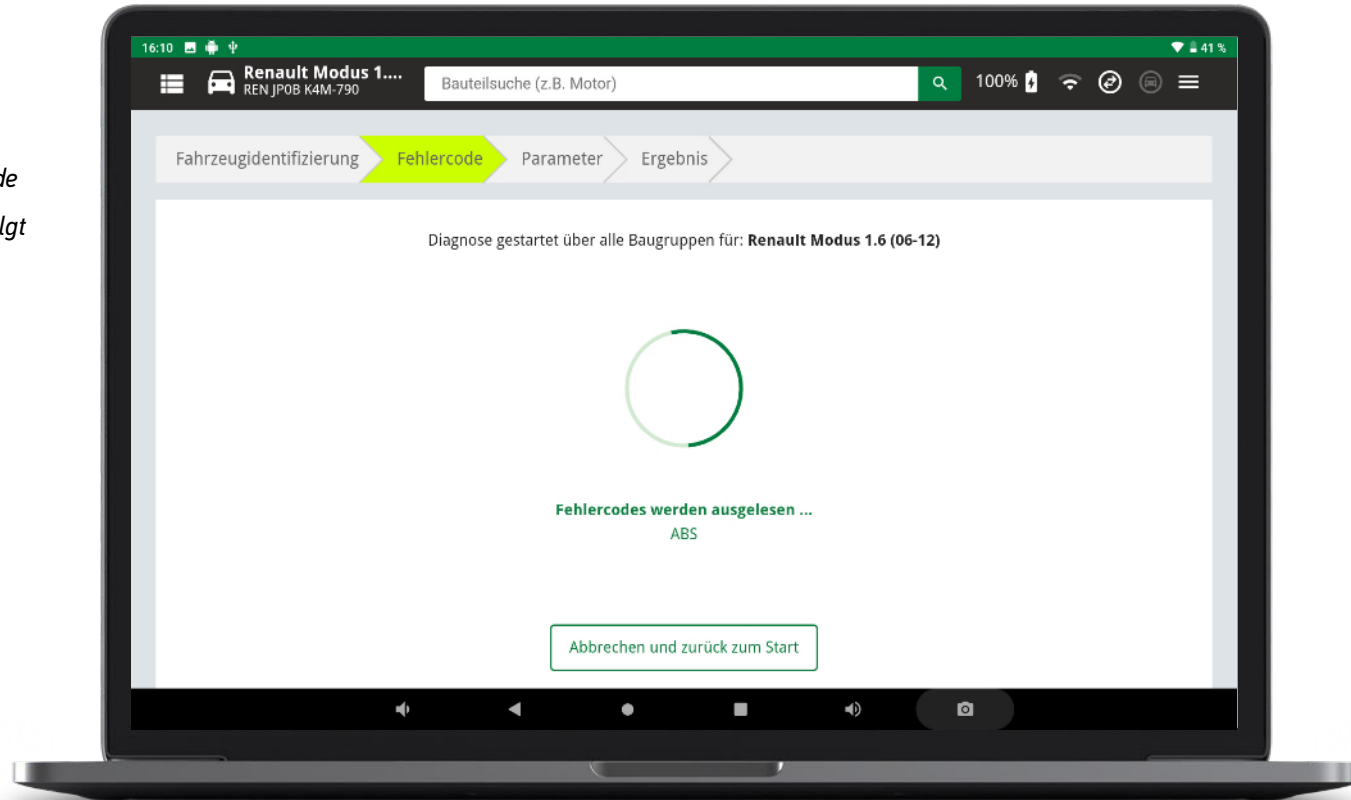 de
lgt
16:10 41 %
Renault Modus 1....
REN JP0B K4M-790
Bauteilsuche (z.B. Motor)
100%
Fahrzeugidentifizierung Fehlercode Parameter Ergebnis
Diagnose gestartet über alle Baugruppen für: Renault Modus 1.6 (06-12)
Fehlercodes werden ausgelesen ...
ABS
Abbrechen und zurück zum Start